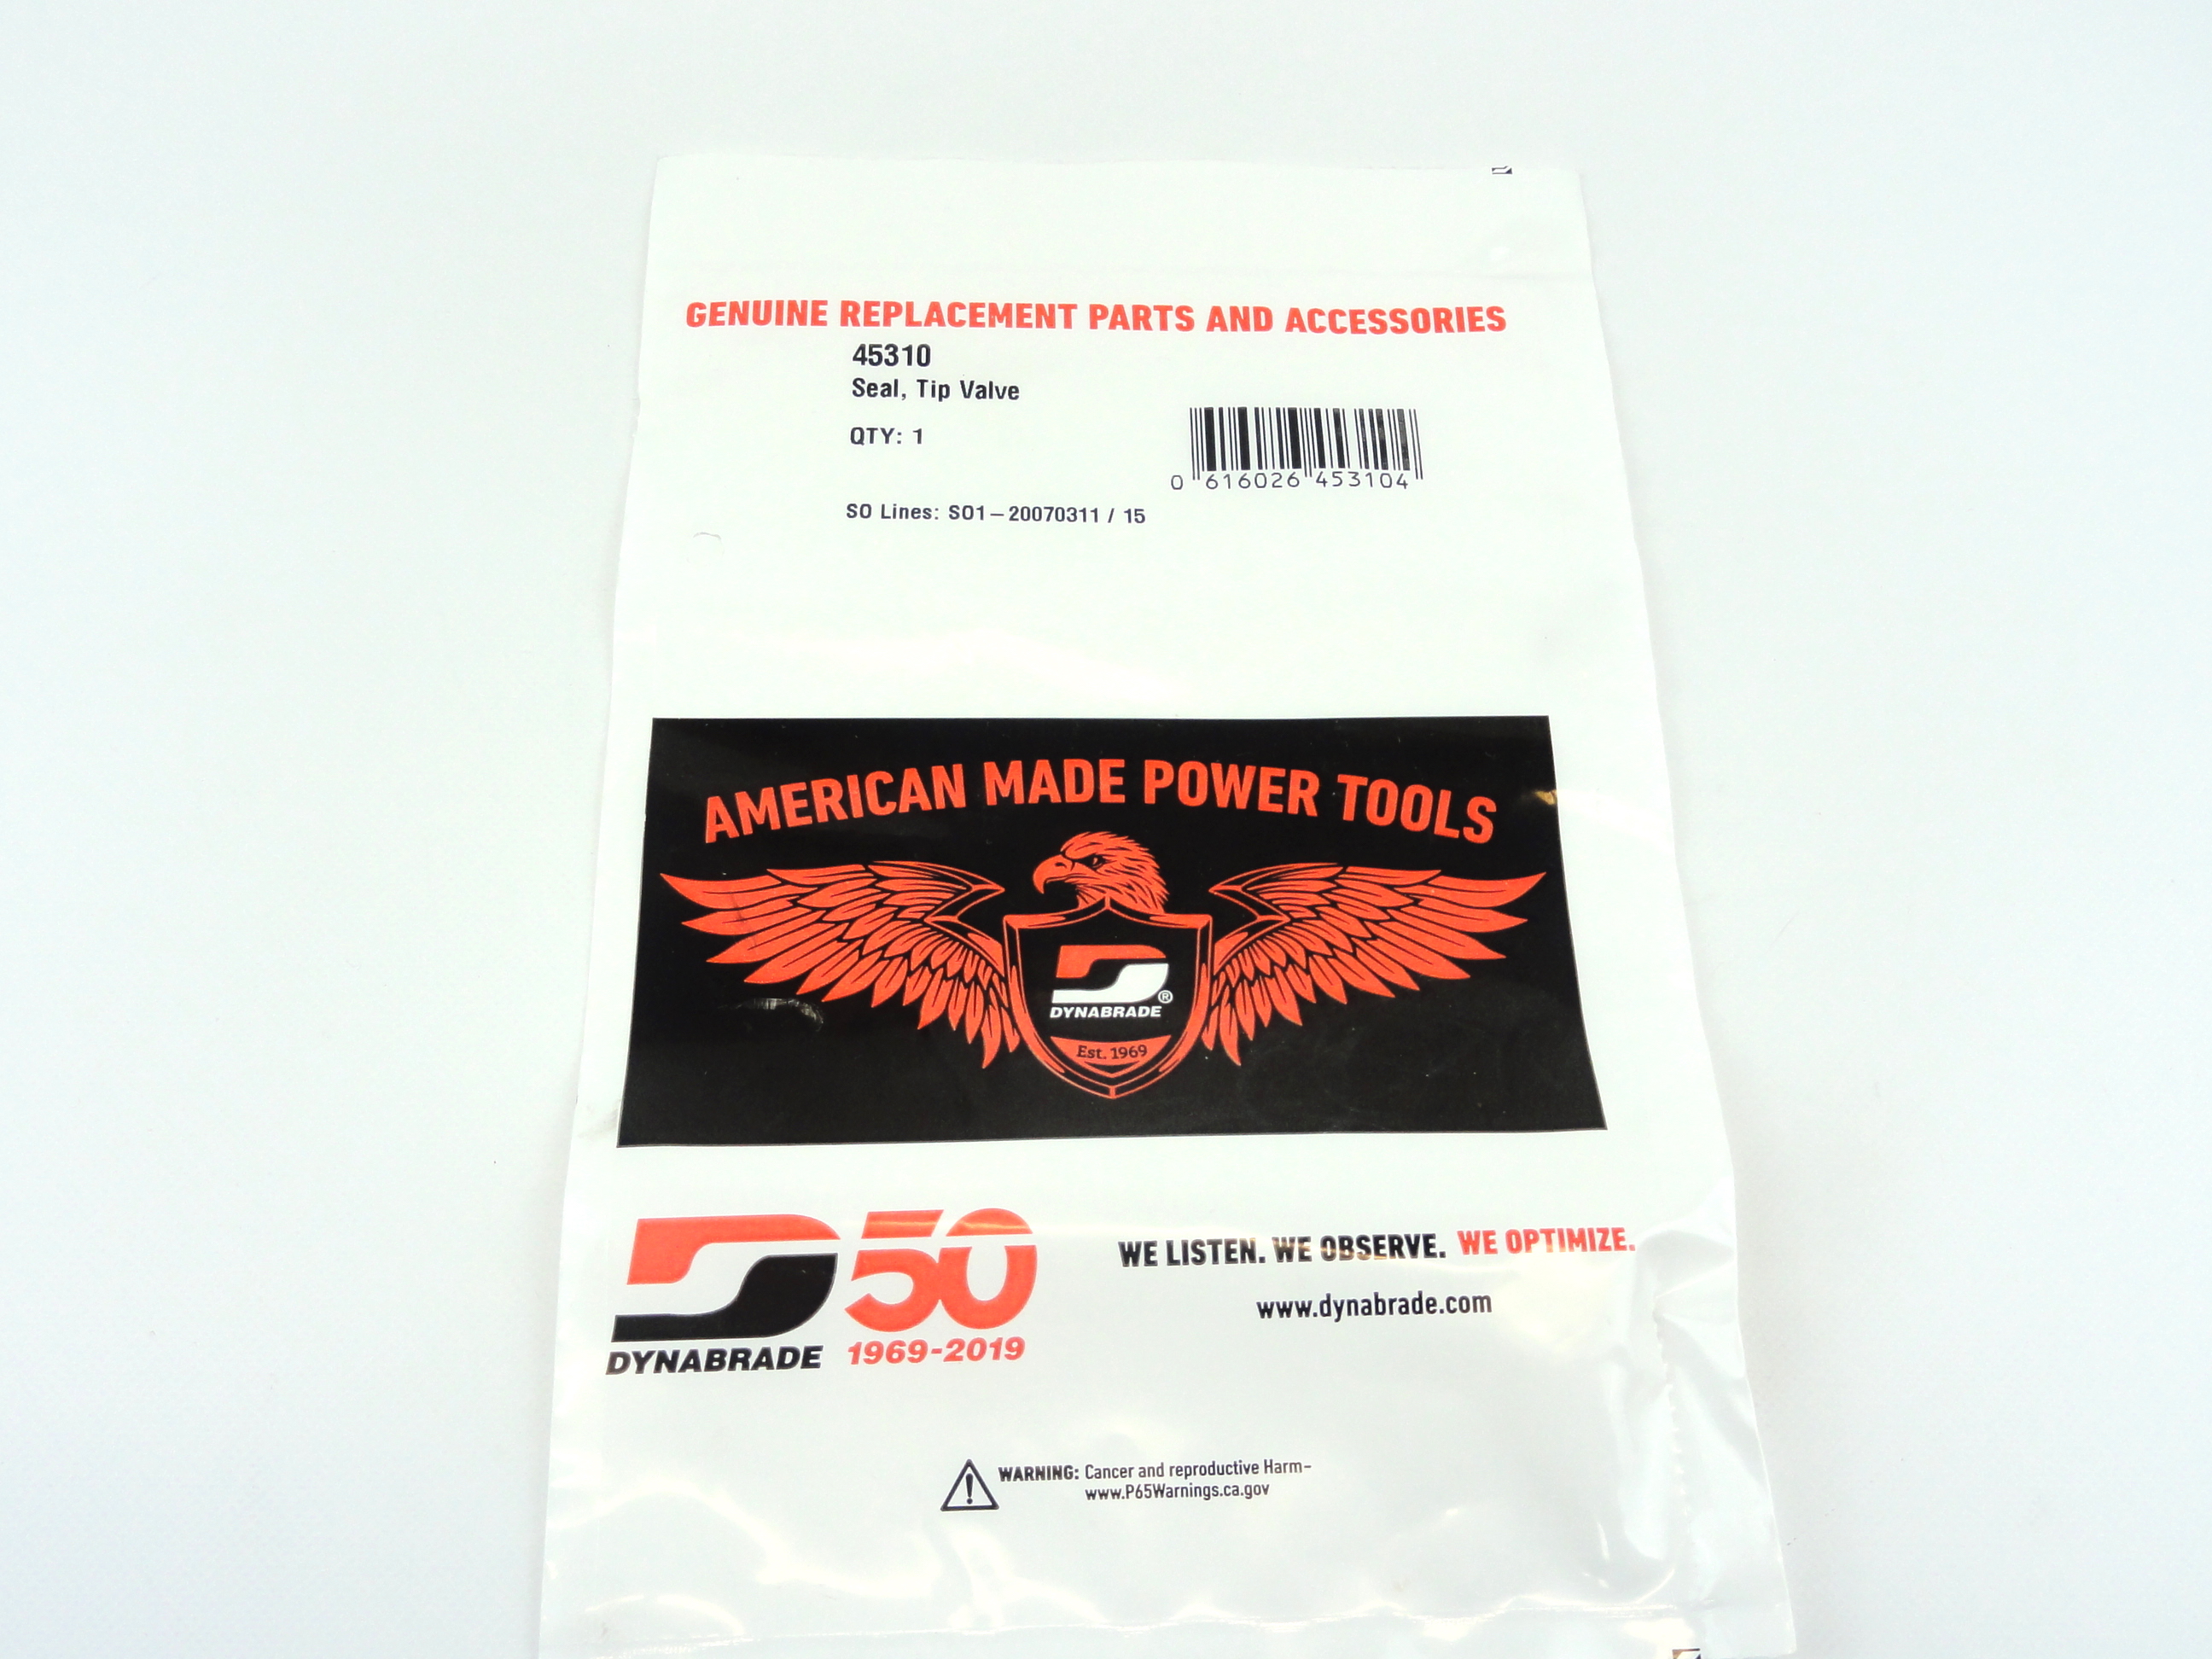 GENUINE REPLACEMENT PARTS AND ACCESSORIES
45310
Seal, Tip Valve
QTY: 1
0 616026 453104
SO Lines: SO1-20070311 / 15
AMERICAN MADE POWER TOOLS
DYNABRADE®
Est. 1969
50
DYNABRADE 1969-2019
WE LISTEN. WE OBSERVE. WE OPTIMIZE.
www.dynabrade.com
WARNING: Cancer and reproductive Harm-
www.P65Warnings.ca.gov